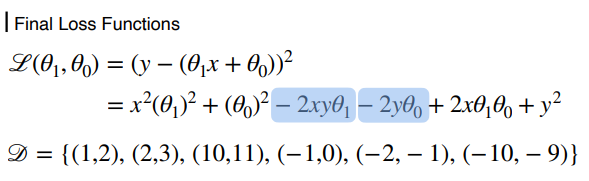 Final Loss Functions
ℒ(θ₁, θ₀) = (y − (θ₁x + θ₀))²
= x²(θ₁)² + (θ₀)² − 2xyθ₁ − 2yθ₀ + 2xθ₁θ₀ + y²
𝒟 = {(1,2), (2,3), (10,11), (−1,0), (−2, − 1), (−10, − 9)}